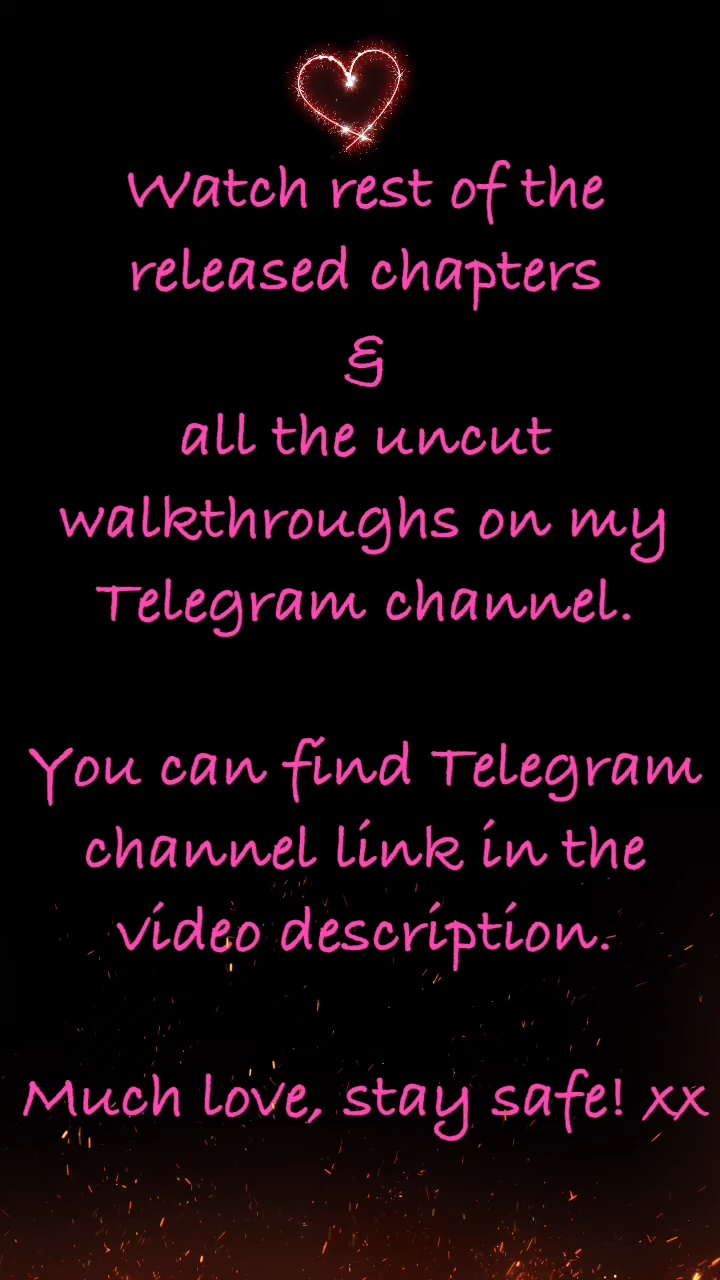 Watch rest of the
released chapters
&
all the uncut
walkthroughs on my
Telegram channel.
You can find Telegram
channel link in the
video description.
Much love, stay safe! xx